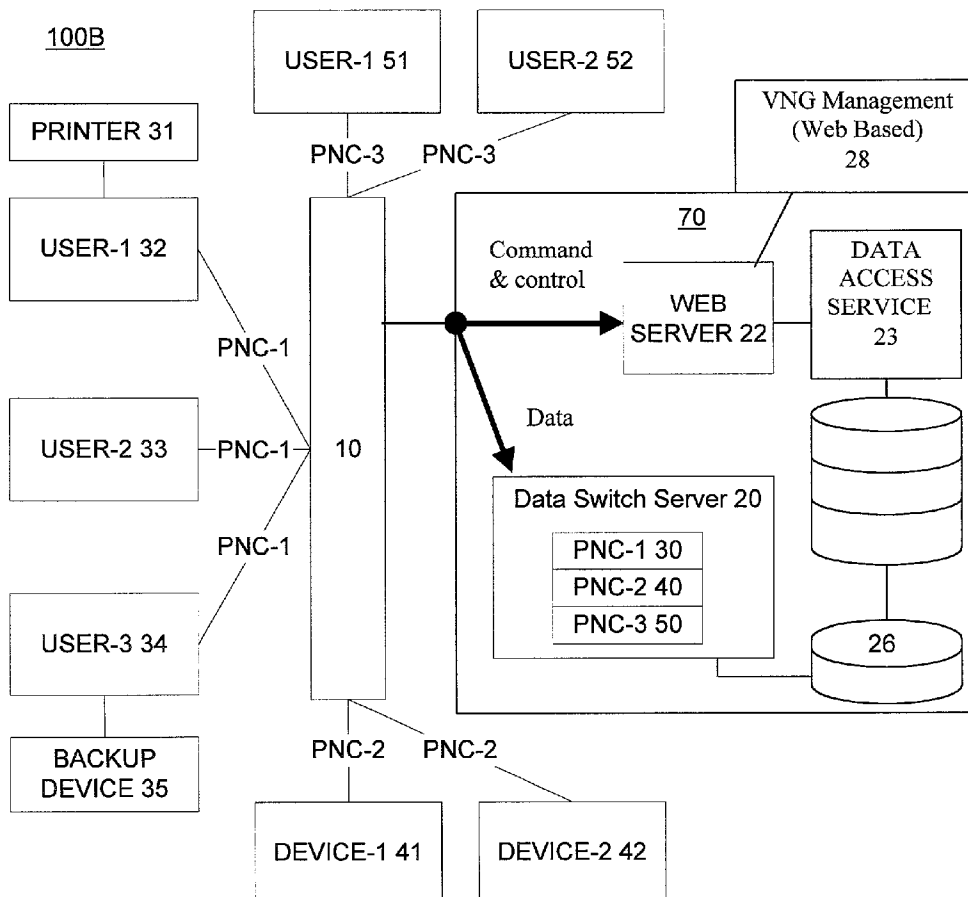 100B
USER-1 51
USER-2 52
VNG Management
(Web Based)
28
PRINTER 31
PNC-3
PNC-3
USER-1 32
70
Command
& control
DATA
ACCESS
SERVICE
23
WEB
SERVER 22
PNC-1
USER-2 33
PNC-1
10
Data
Data Switch Server 20
PNC-1
PNC-1 30
PNC-2 40
PNC-3 50
USER-3 34
26
BACKUP
DEVICE 35
PNC-2
PNC-2
DEVICE-1 41
DEVICE-2 42